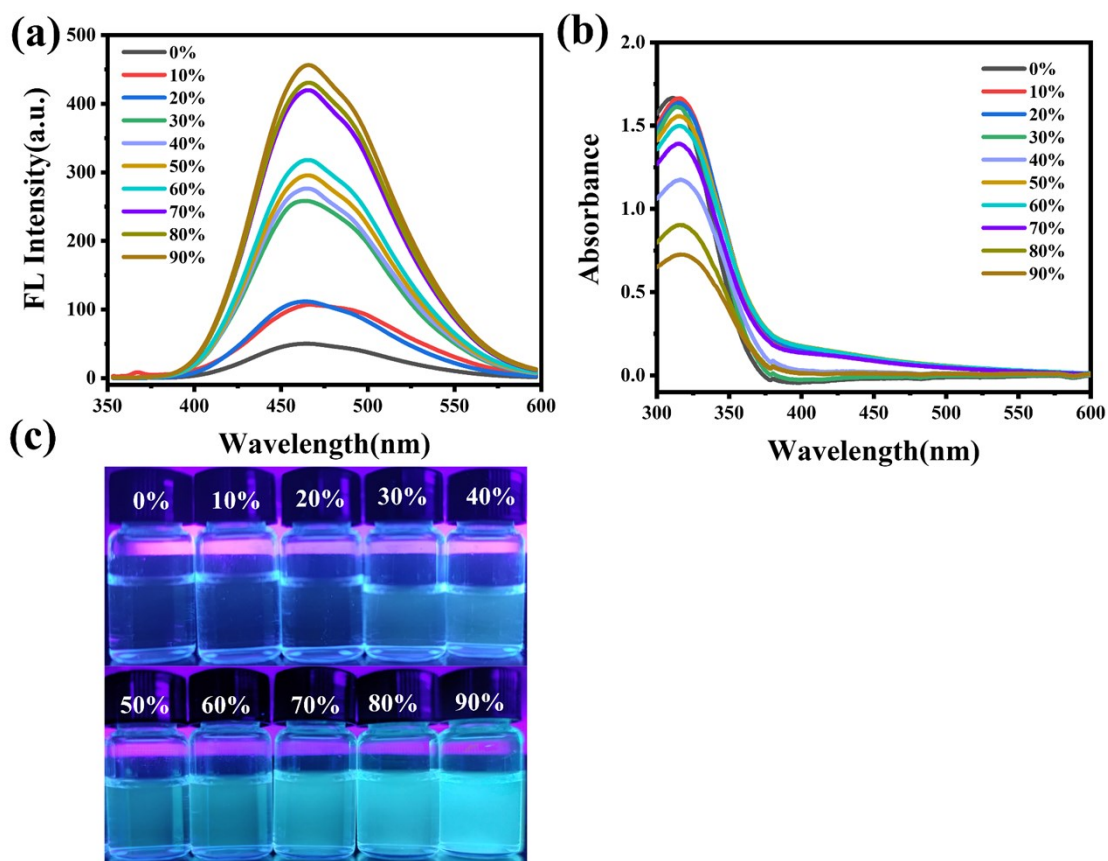 (a)
500
400
300
200
100
0
350 400 450 500 550 600
FL Intensity(a.u.)
Wavelength(nm)
0%
10%
20%
30%
40%
50%
60%
70%
80%
90%
(b)
2.0
1.5
1.0
0.5
0.0
300 350 400 450 500 550 600
Absorbance
Wavelength(nm)
0%
10%
20%
30%
40%
50%
60%
70%
80%
90%
(c)
0% 10% 20% 30% 40%
50% 60% 70% 80% 90%